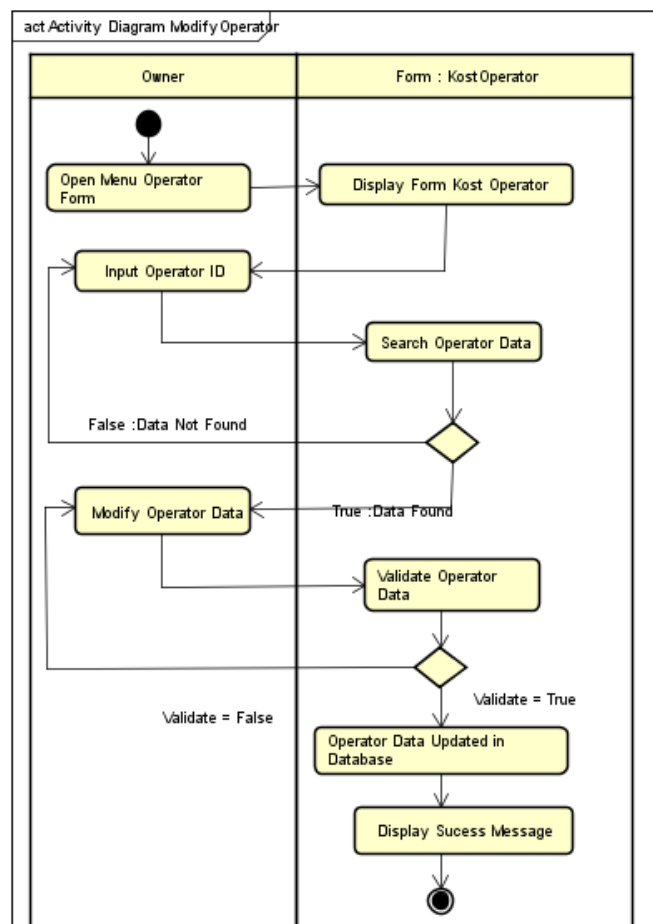 act Activity Diagram Modify Operator
Owner
Form : Kost Operator
Open Menu Operator
Form
Display Form Kost Operator
Input Operator ID
Search Operator Data
False :Data Not Found
Modify Operator Data
True :Data Found
Validate Operator
Data
Validate = True
Validate = False
Operator Data Updated in
Database
Display Sucess Message